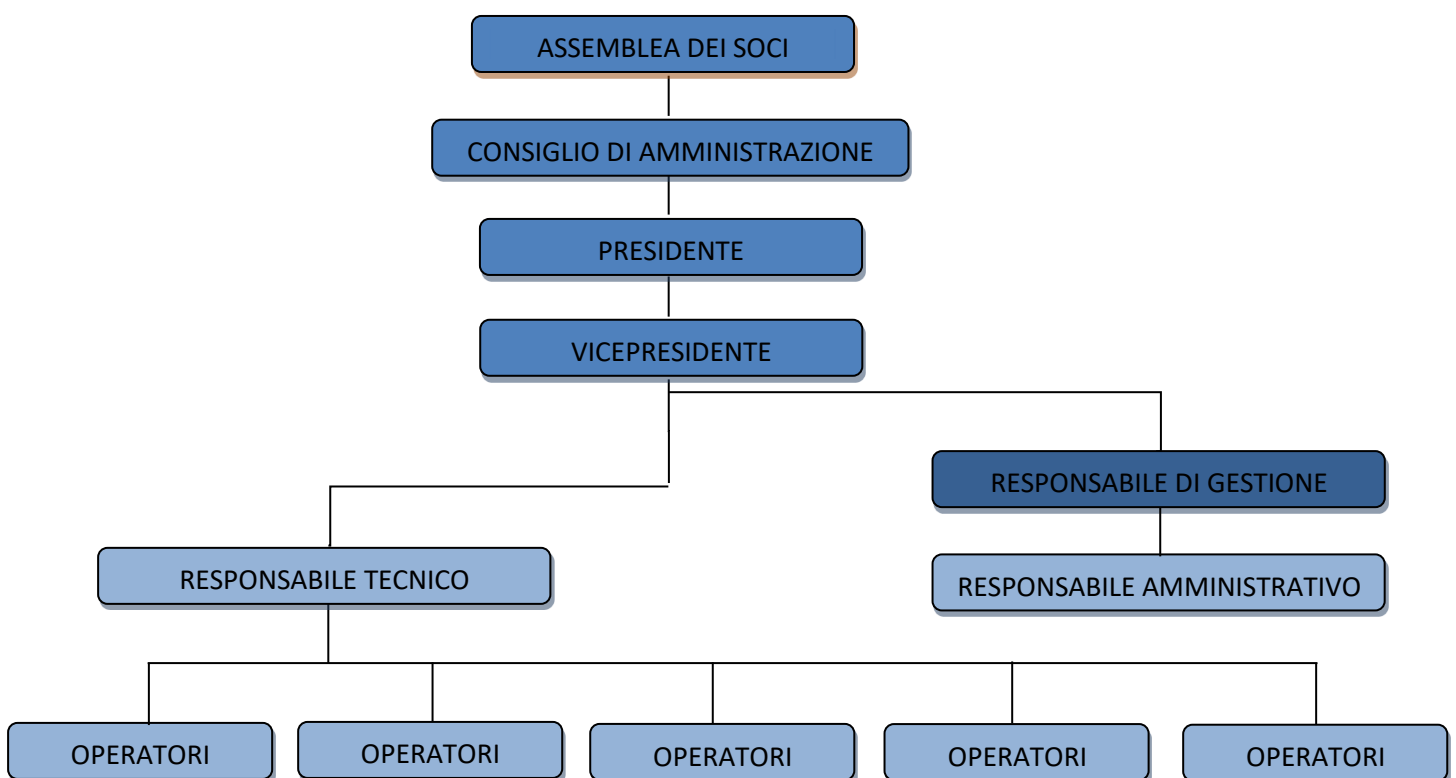 ASSEMBLEA DEI SOCI
CONSIGLIO DI AMMINISTRAZIONE
PRESIDENTE
VICEPRESIDENTE
RESPONSABILE DI GESTIONE
RESPONSABILE TECNICO
RESPONSABILE AMMINISTRATIVO
OPERATORI
OPERATORI
OPERATORI
OPERATORI
OPERATORI